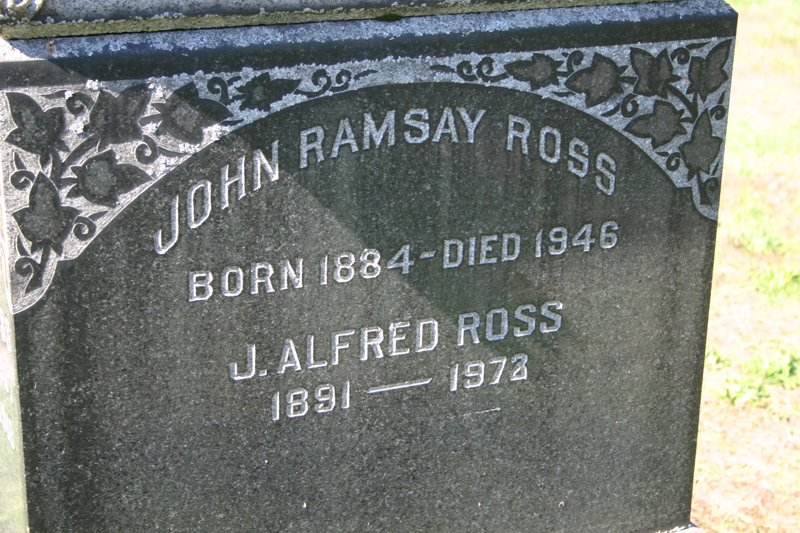 JOHN RAMSAY ROSS
BORN 1884-DIED 1946
J. ALFRED ROSS
1891 — 1973